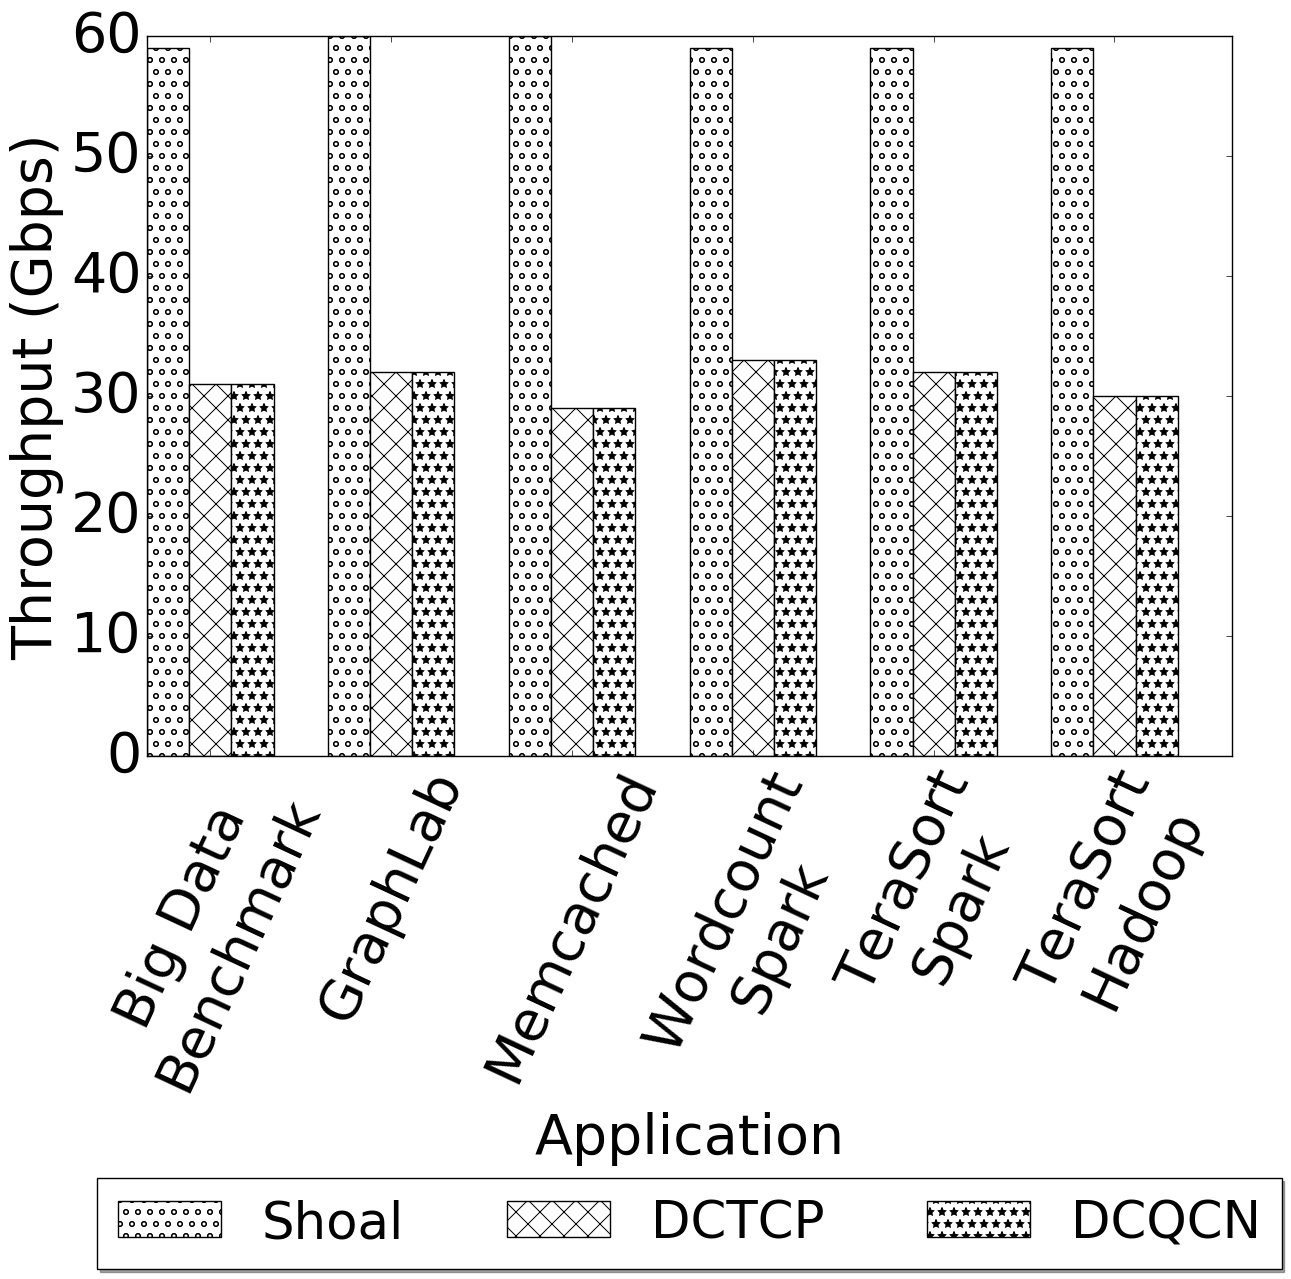 60
50
40
30
20
10
0
Throughput (Gbps)
Big Data
Benchmark
GraphLab
Memcached
Wordcount
Spark
TeraSort
Spark
TeraSort
Hadoop
Application
Shoal
DCTCP
DCQCN